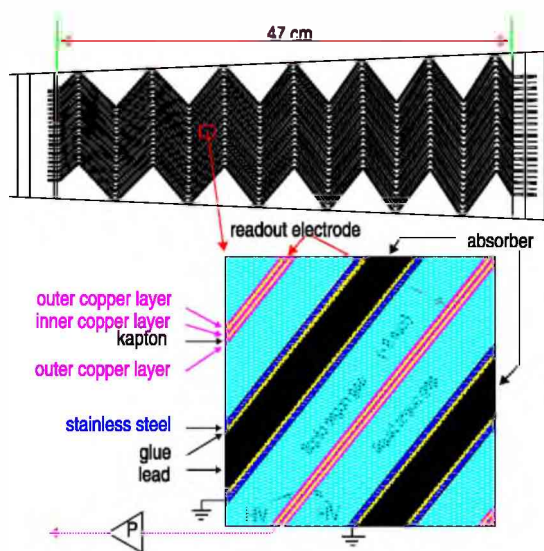 47 cm
readout electrode
absorber
outer copper layer
inner copper layer
kapton
outer copper layer
stainless steel
glue
lead
HV
P